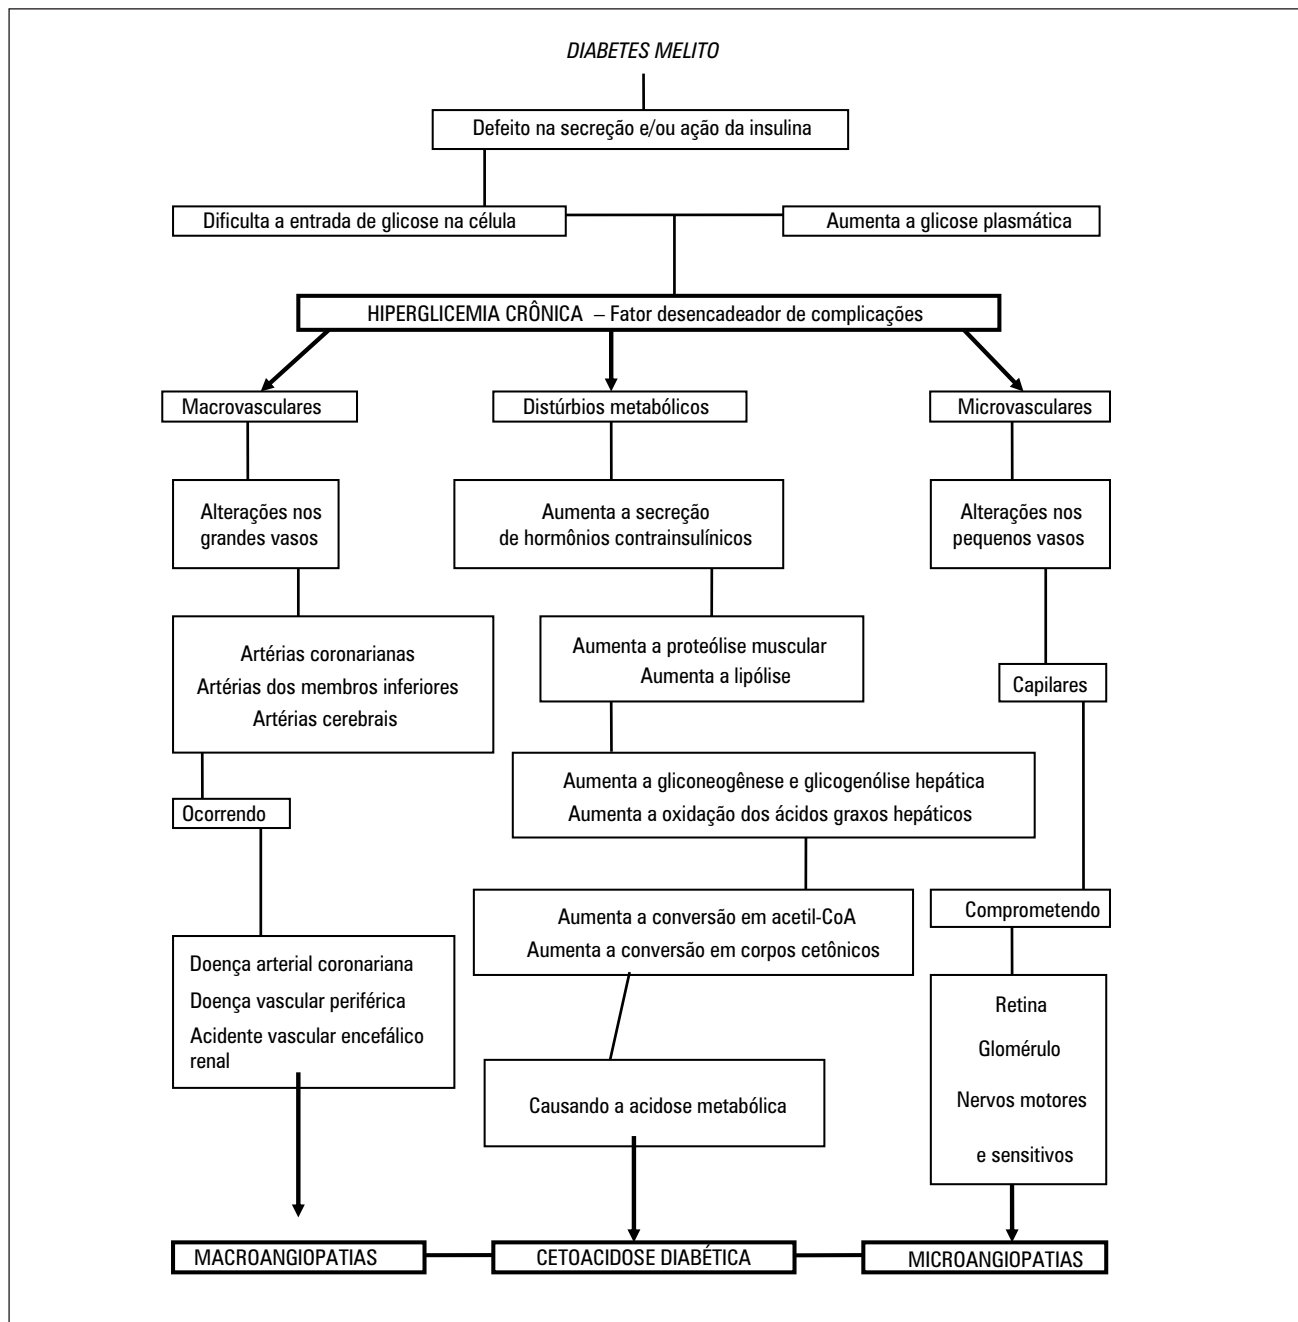 DIABETES MELITO
Defeito na secreção e/ou ação da insulina
Dificulta a entrada de glicose na célula
Aumenta a glicose plasmática
HIPERGLICEMIA CRÔNICA – Fator desencadeador de complicações
Macrovasculares
Distúrbios metabólicos
Microvasculares
Alterações nos
grandes vasos
Aumenta a secreção
de hormônios contrainsulínicos
Alterações nos
pequenos vasos
Artérias coronarianas
Artérias dos membros inferiores
Artérias cerebrais
Aumenta a proteólise muscular
Aumenta a lipólise
Capilares
Ocorrendo
Aumenta a gliconeogênese e glicogenólise hepática
Aumenta a oxidação dos ácidos graxos hepáticos
Aumenta a conversão em acetil-CoA
Aumenta a conversão em corpos cetônicos
Comprometendo
Doença arterial coronariana
Doença vascular periférica
Acidente vascular encefálico
renal
Causando a acidose metabólica
Retina
Glomérulo
Nervos motores
e sensitivos
MACROANGIOPATIAS
CETOACIDOSE DIABÉTICA
MICROANGIOPATIAS